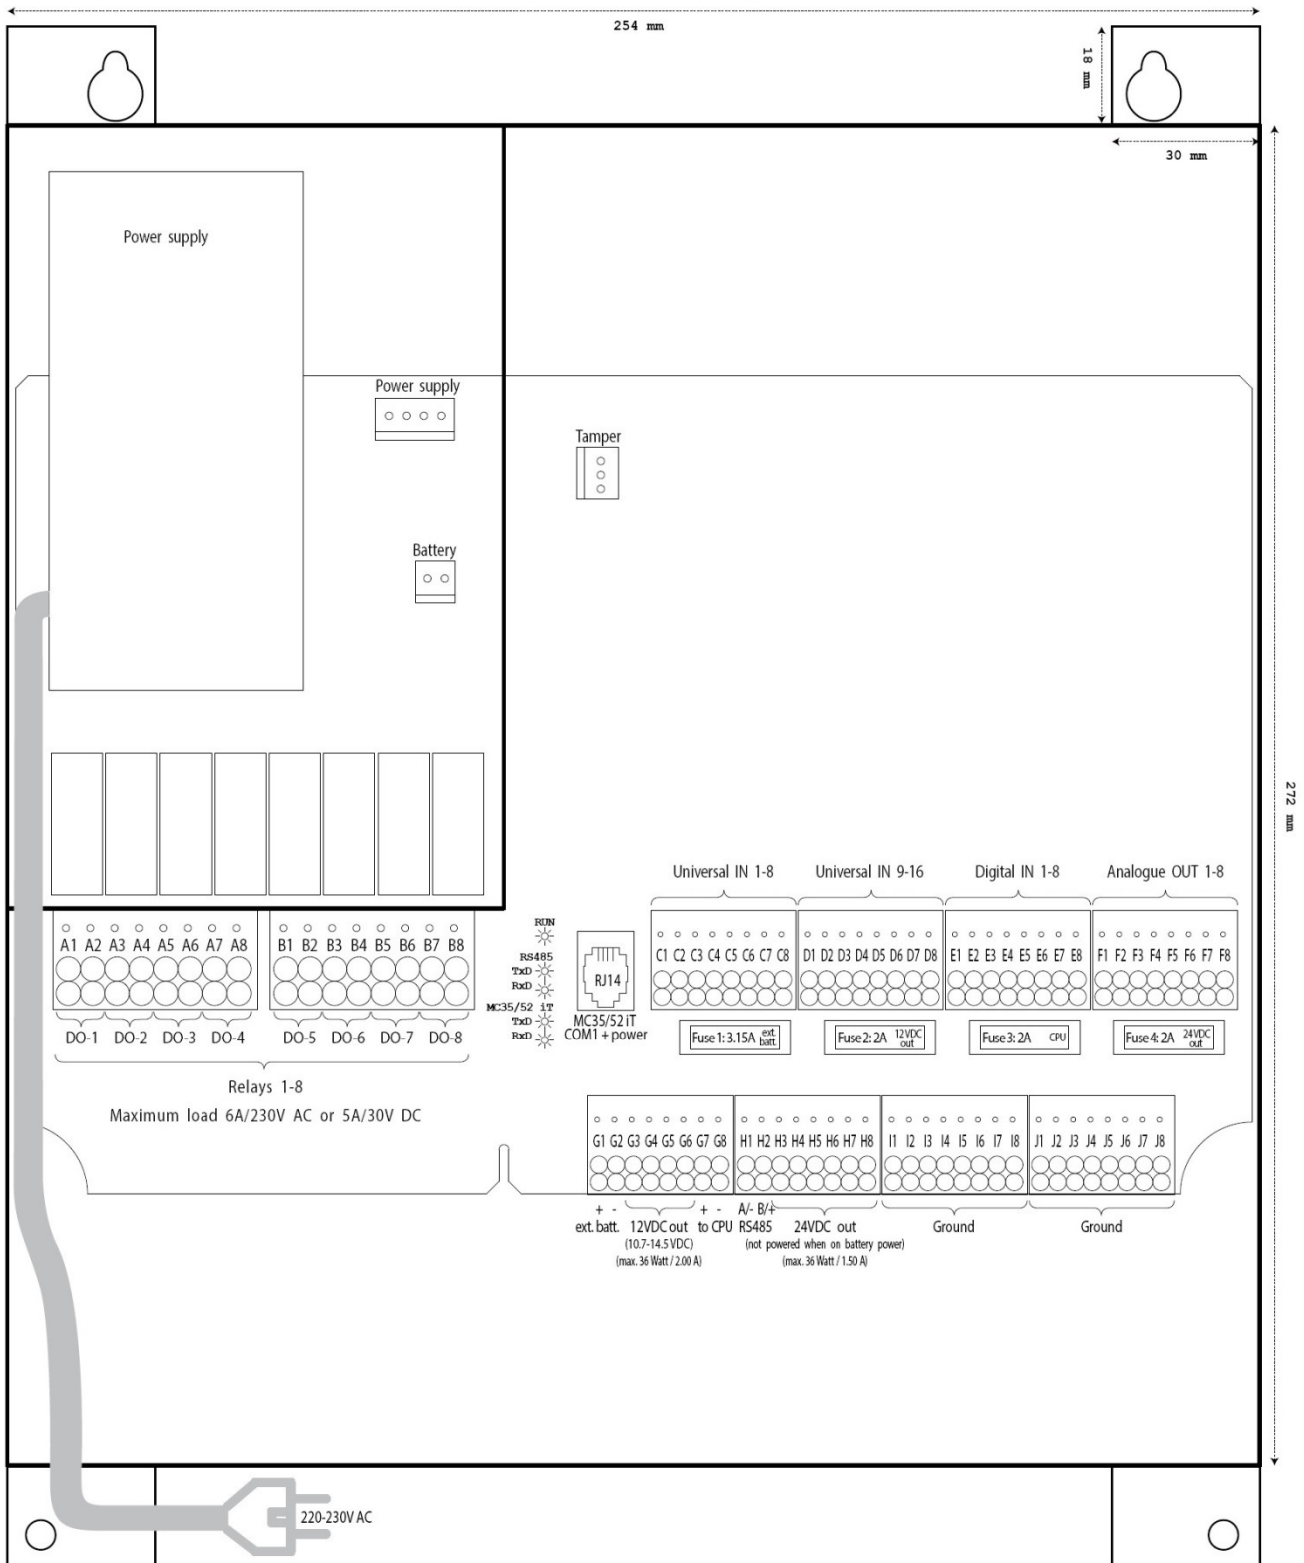 254 mm
18 mm
30 mm
Power supply
272 mm
Power supply
Tamper
Battery
Universal IN 1-8 Universal IN 9-16 Digital IN 1-8 Analogue OUT 1-8
A1 A2 A3 A4 A5 A6 A7 A8 B1 B2 B3 B4 B5 B6 B7 B8
RUN
RS485
TxD
RxD
MC35/52 iT
TxD
RxD
RJ14
MC35/52 iT
COM1 + power
C1 C2 C3 C4 C5 C6 C7 C8 D1 D2 D3 D4 D5 D6 D7 D8 E1 E2 E3 E4 E5 E6 E7 E8 F1 F2 F3 F4 F5 F6 F7 F8
Fuse 1: 3.15A ext. batt.
Fuse 2: 2A 12VDC out
Fuse 3: 2A CPU
Fuse 4: 2A 24VDC out
DO-1 DO-2 DO-3 DO-4 DO-5 DO-6 DO-7 DO-8
Relays 1-8
Maximum load 6A/230V AC or 5A/30V DC
G1 G2 G3 G4 G5 G6 G7 G8 H1 H2 H3 H4 H5 H6 H7 H8 I1 I2 I3 I4 I5 I6 I7 I8 J1 J2 J3 J4 J5 J6 J7 J8
+ - + - A/- B/+
ext. batt. 12VDC out to CPU RS485 24VDC out Ground Ground
(10.7-14.5 VDC) (not powered when on battery power)
(max. 36 Watt / 2.00 A) (max. 36 Watt / 1.50 A)
220-230V AC